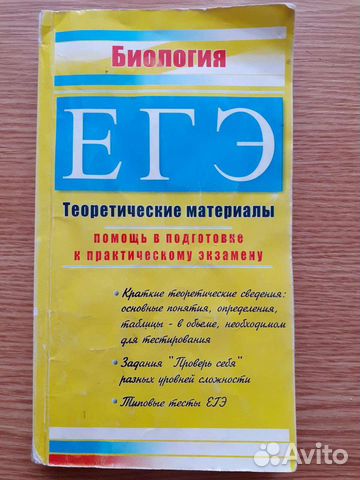 Биология
ЕГЭ
Теоретические материалы
помощь в подготовке
к практическому экзамену
• Краткие теоретические сведения:
основные понятия, определения,
таблицы - в объеме, необходимом
для тестирования
• Задания "Проверь себя"
разных уровней сложности
• Типовые тесты ЕГЭ
Avito